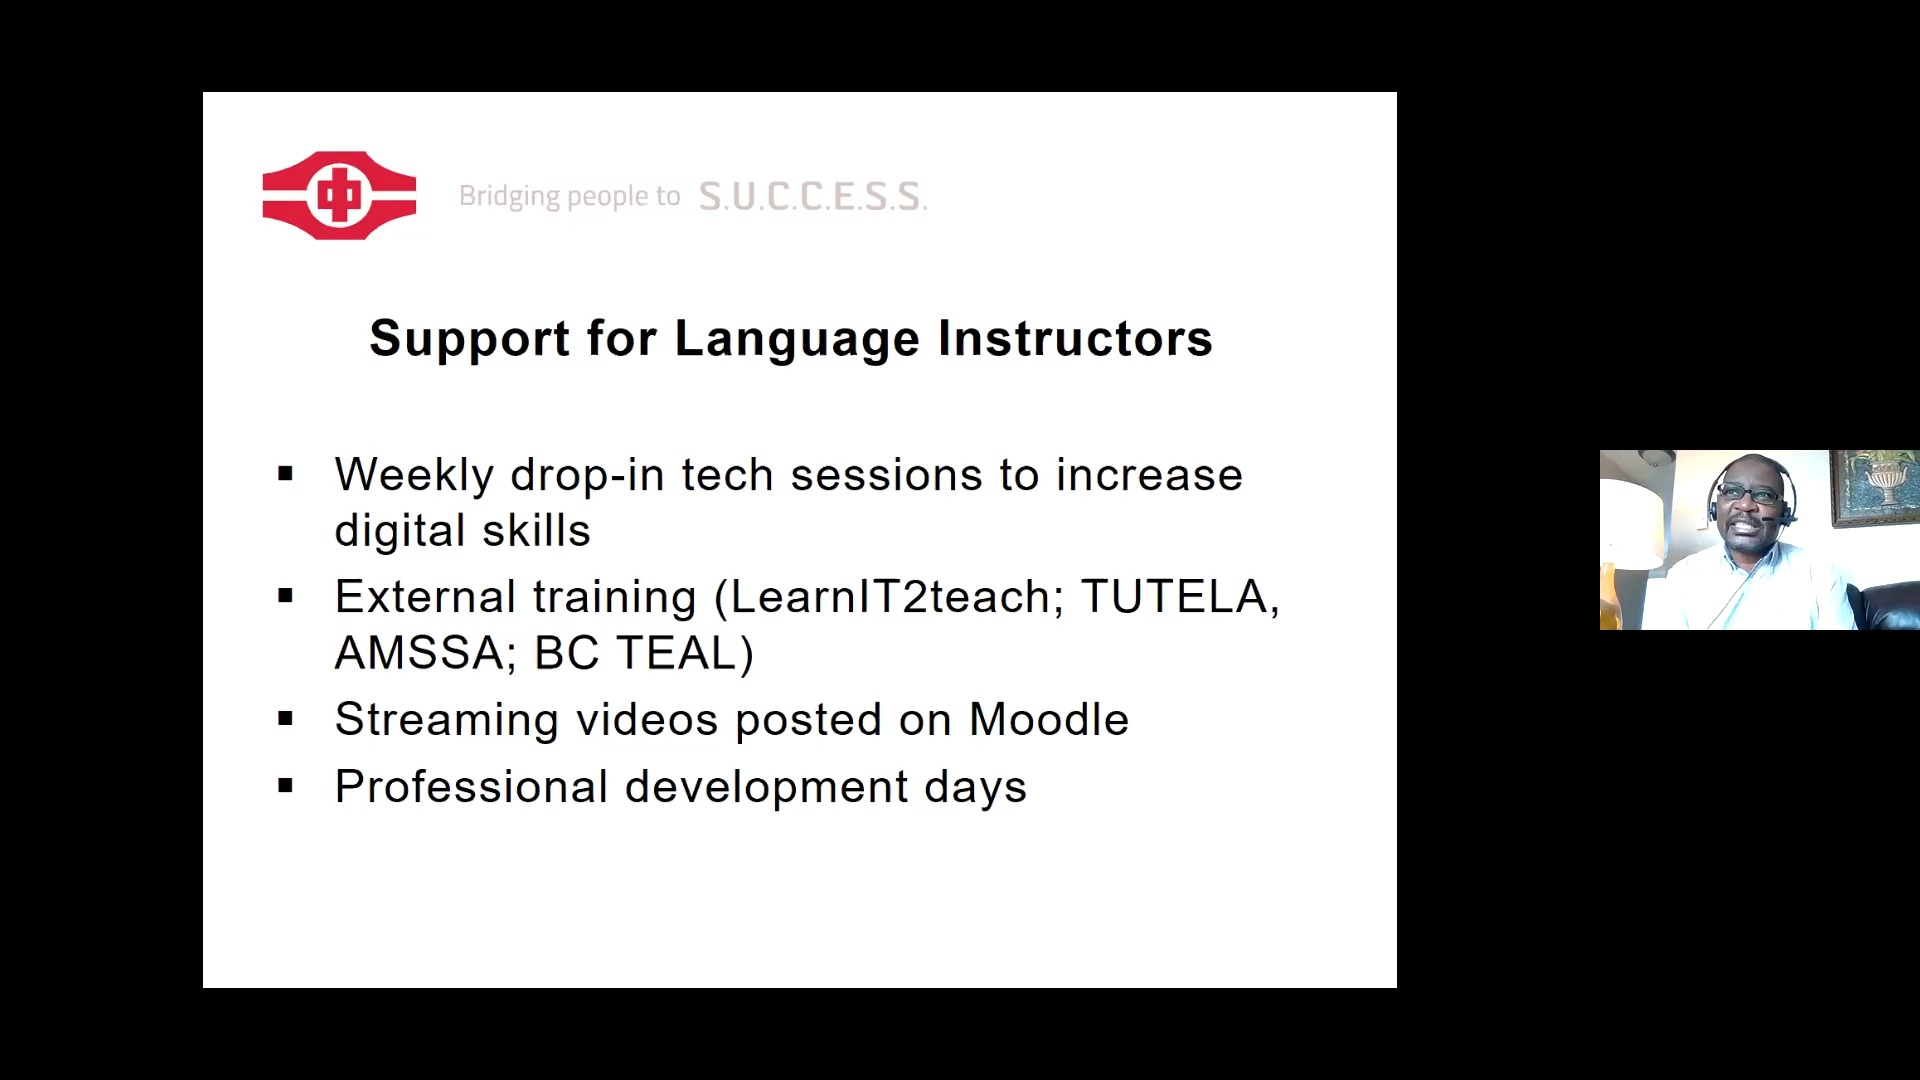 中
Bridging people to S.U.C.C.E.S.S.
Support for Language Instructors
▪ Weekly drop-in tech sessions to increase
digital skills
▪ External training (LearnIT2teach; TUTELA,
AMSSA; BC TEAL)
▪ Streaming videos posted on Moodle
▪ Professional development days